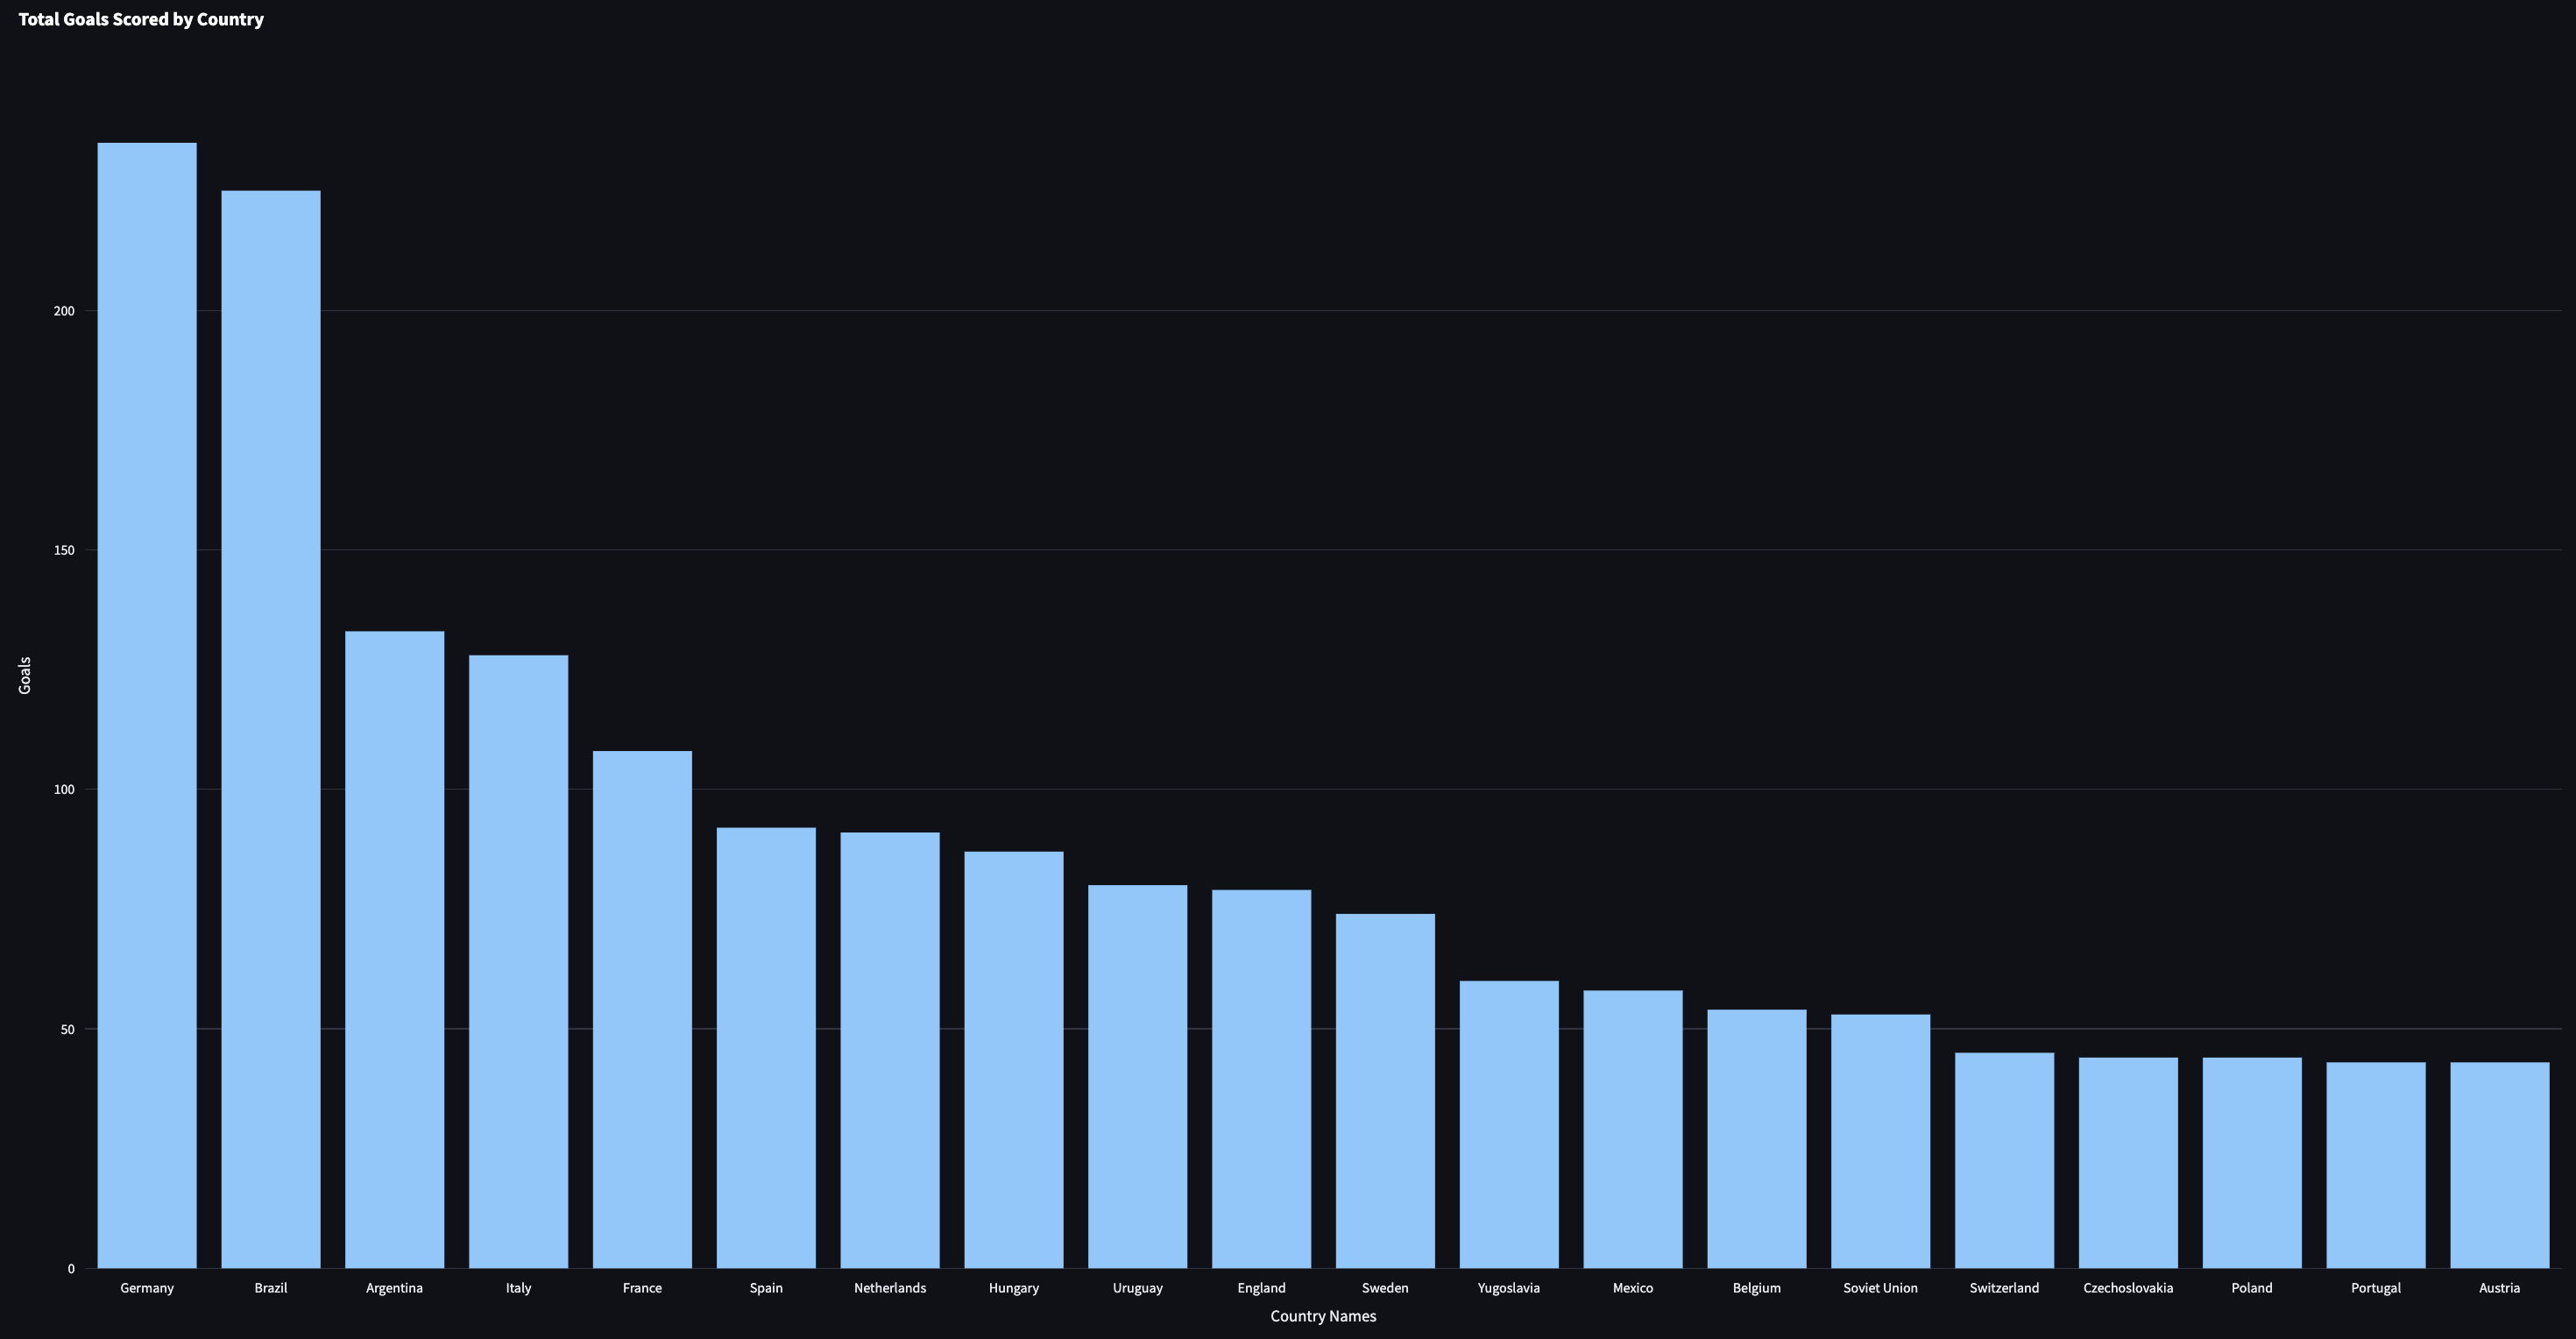 Total Goals Scored by Country
200
150
100
50
0
Goals
Germany Brazil Argentina Italy France Spain Netherlands Hungary Uruguay England Sweden Yugoslavia Mexico Belgium Soviet Union Switzerland Czechoslovakia Poland Portugal Austria
Country Names